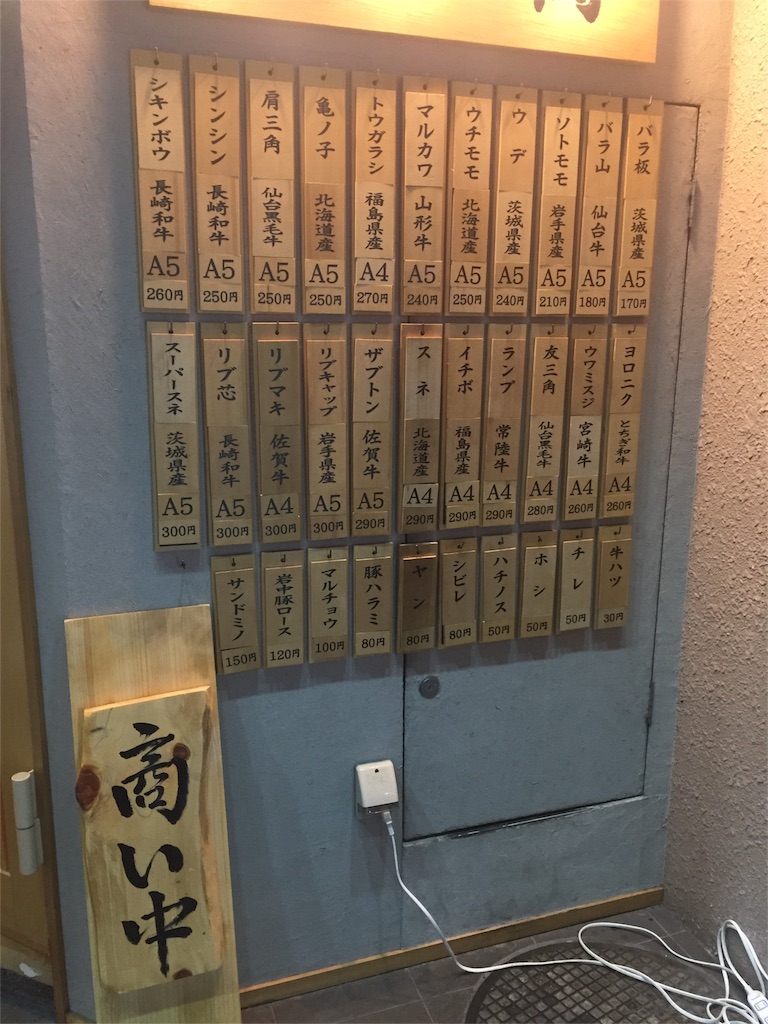 バラ板 茨城県産 A5 170円
バラ山 仙台牛 A5 180円
ソトモモ 岩手県産 A5 210円
ウデ 茨城県産 A5 240円
ウチモモ 北海道産 A5 250円
マルカワ 山形牛 A5 240円
トウガラシ 福島県産 A4 270円
亀ノ子 北海道産 A5 250円
肩三角 仙台黒毛牛 A5 250円
シンシン 長崎和牛 A5 250円
シキンボウ 長崎和牛 A5 260円
ヨロニク とちぎ和牛 A4 260円
ウワミスジ 宮崎牛 A4 260円
友三角 仙台黒毛牛 A4 280円
ランプ 常陸牛 A4 290円
イチボ 福島県産 A4 290円
スネ 北海道産 A4 290円
ザブトン 佐賀牛 A5 290円
リブキャップ 岩手県産 A5 300円
リブマキ 佐賀牛 A4 300円
リブ芯 長崎和牛 A5 300円
スーパースネ 茨城県産 A5 300円
牛ハツ 30円
チレ 50円
ホシ 50円
ハチノス 50円
シビレ 80円
ヤン 80円
豚ハラミ 80円
マルチョウ 100円
岩中豚ロース 120円
サンドミノ 150円
商い中